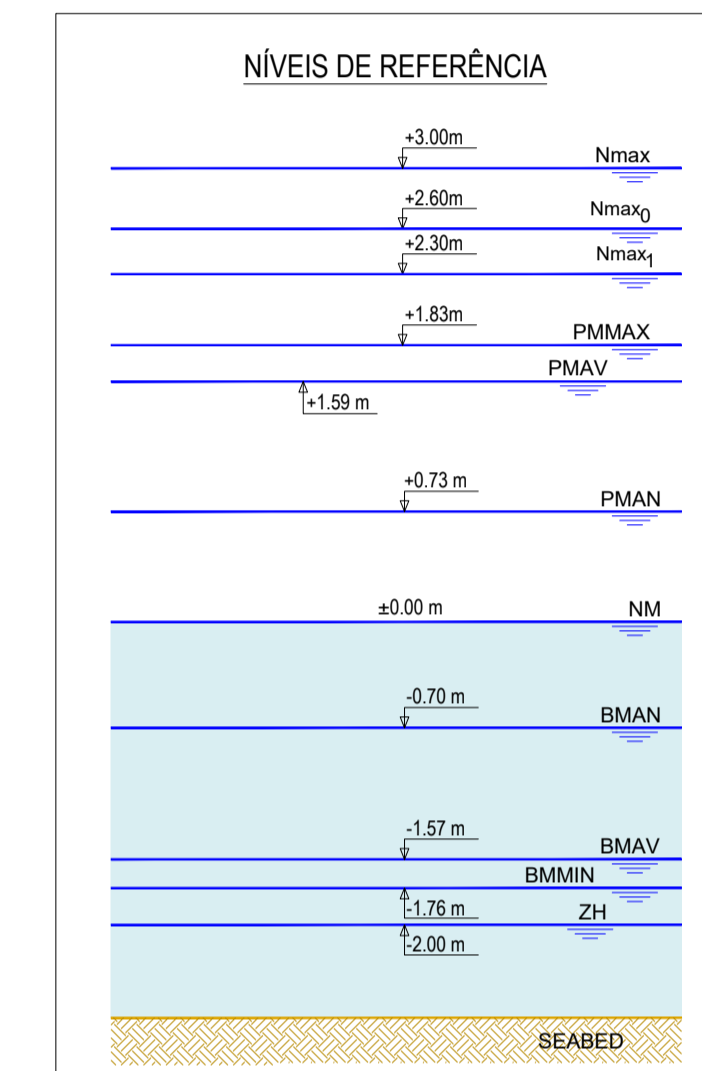 NÍVEIS DE REFERÊNCIA
+3.00m
Nmax
+2.60m
Nmax0
+2.30m
Nmax1
+1.83m
PMMAX
PMAV
+1.59 m
+0.73 m
PMAN
±0.00 m
NM
-0.70 m
BMAN
-1.57 m
BMAV
BMMIN
-1.76 m
ZH
-2.00 m
SEABED